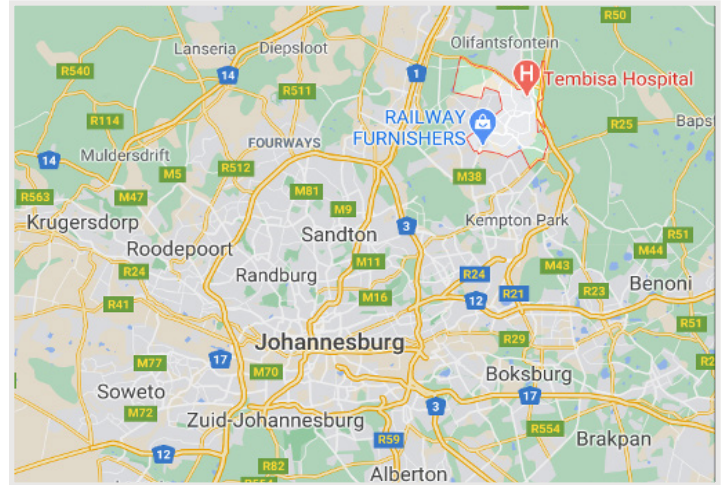 R50
Olifantsfontein
Lanseria
Diepsloot
R540
14
1
H
Tembisa Hospital
R511
R114
RAILWAY
FURNISHERS
R25
Bapsf
FOURWAYS
14
Muldersdrift
M5
R512
M38
R563
M47
M81
M9
3
Krugersdorp
Sandton
Kempton Park
R51
Roodepoort
M44
R24
M11
R24
M43
Randburg
Benoni
R41
M16
12
R21
R23
R51
Johannesburg
R29
M77
17
M70
Boksburg
R2
Soweto
17
M72
3
Zuid-Johannesburg
R554
12
R59
Brakpan
R82
Alberton
R554